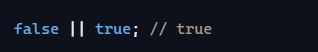 false || true; // true